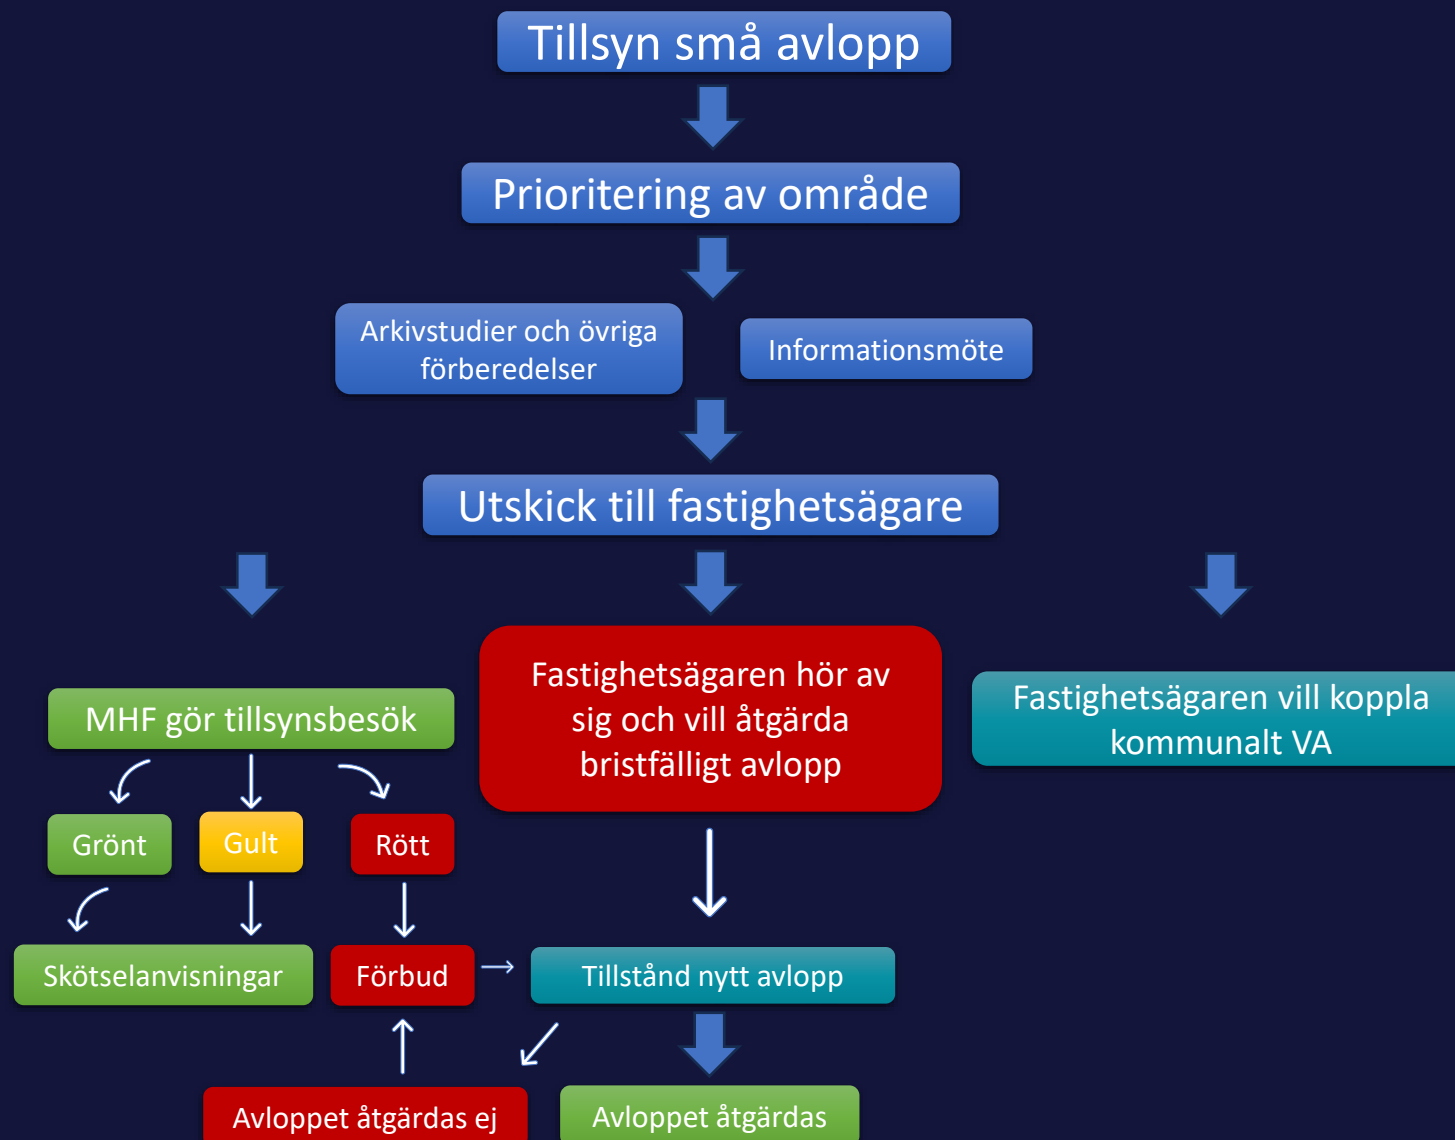 Tillsyn små avlopp
Prioritering av område
Arkivstudier och övriga
förberedelser
Informationsmöte
Utskick till fastighetsägare
MHF gör tillsynsbesök
Fastighetsägaren hör av
sig och vill åtgärda
bristfälligt avlopp
Fastighetsägaren vill koppla
kommunalt VA
Grönt
Gult
Rött
Skötselanvisningar
Förbud
Tillstånd nytt avlopp
Avloppet åtgärdas ej
Avloppet åtgärdas